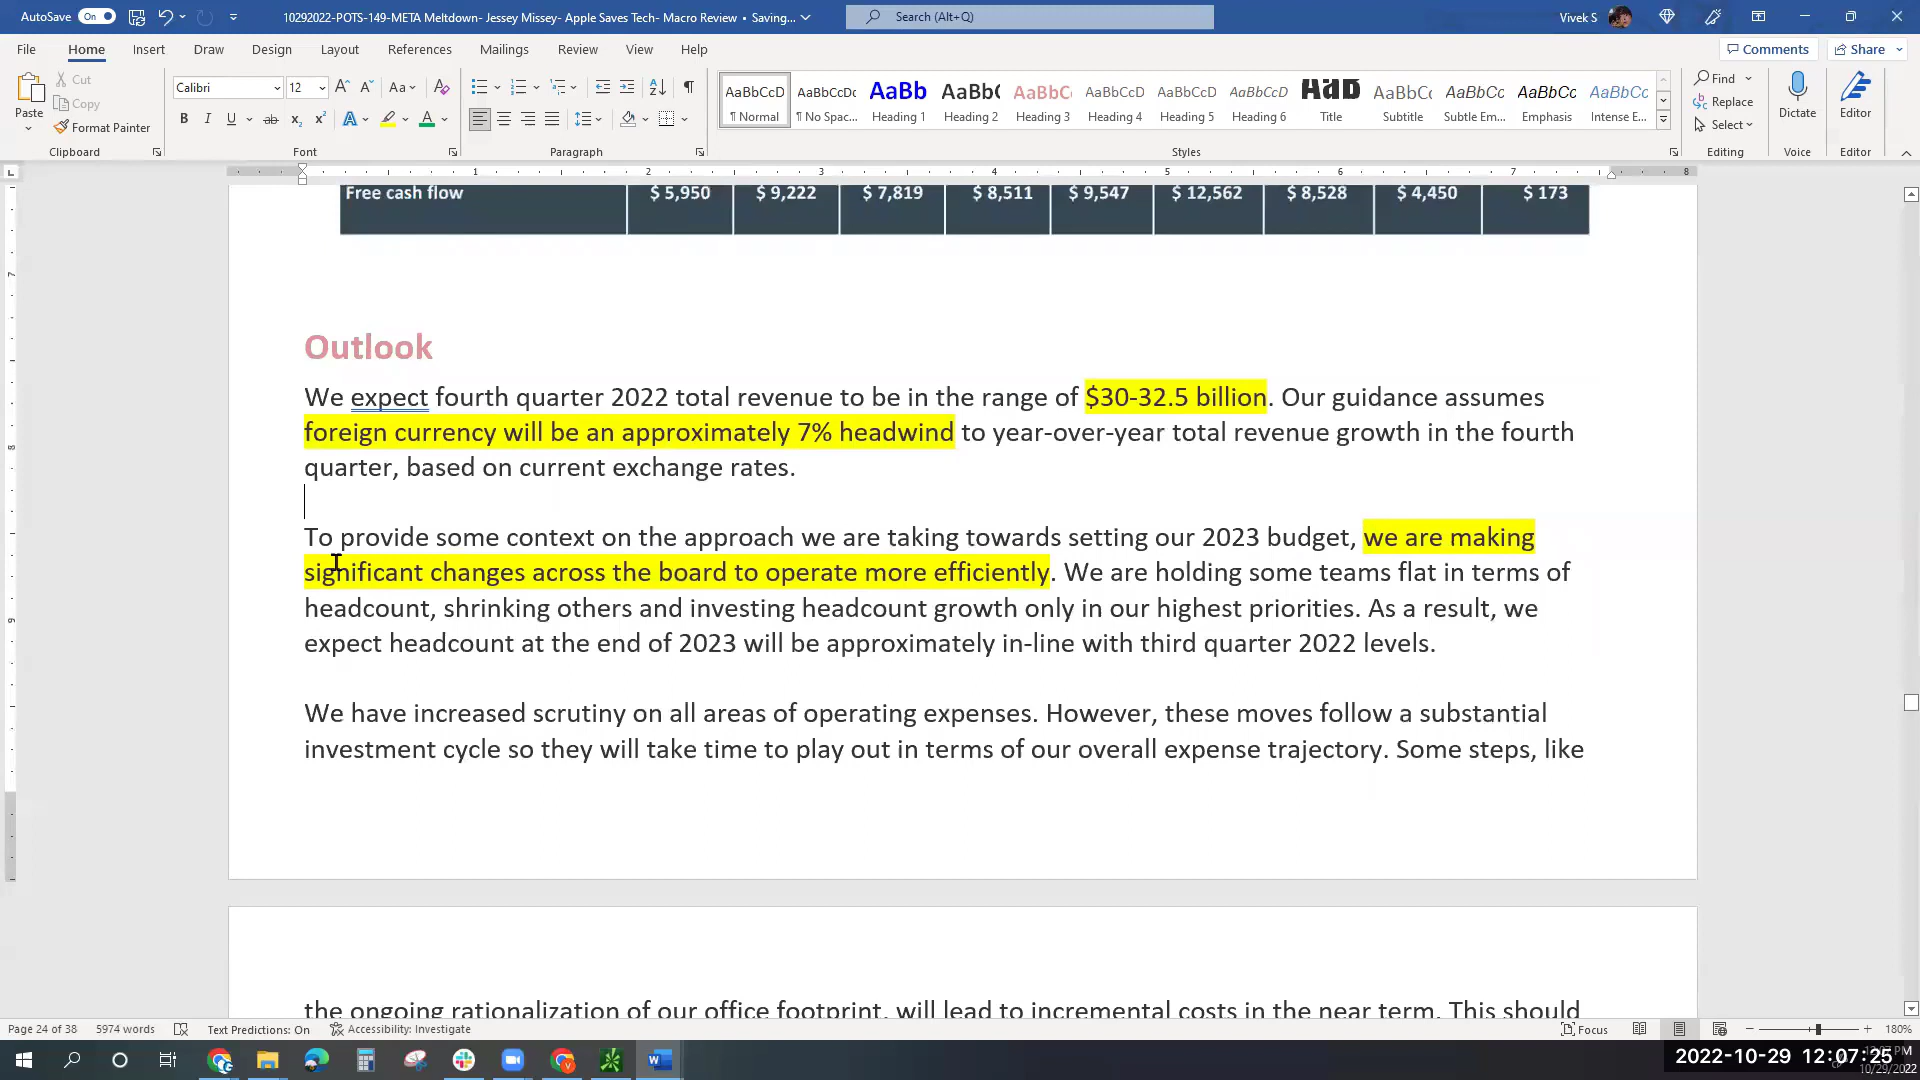 AutoSave On 10292022-POTS-149-META Meltdown- Jessey Missey- Apple Saves Tech- Macro Review • Saving... Search (Alt+Q) Vivek S
File Home Insert Draw Design Layout References Mailings Review View Help Comments Share
Paste Cut Copy Format Painter
Calibri 12 Aa
B I U ab x2 x2 A A
AaBbCcD AaBbCcDc AaBb AaBb( AaBbC AaBbCcD AaBbCcD AaBbCcD AaB AaBbCc AaBbCc AaBbCc AaBbCc
¶ Normal ¶ No Spac... Heading 1 Heading 2 Heading 3 Heading 4 Heading 5 Heading 6 Title Subtitle Subtle Em... Emphasis Intense E...
Find Replace Select Dictate Editor
Clipboard Font Paragraph Styles Editing Voice Editor
1 2 3 4 5 6 7 8
Free cash flow $ 5,950 $ 9,222 $ 7,819 $ 8,511 $ 9,547 $ 12,562 $ 8,528 $ 4,450 $ 173
Outlook
We expect fourth quarter 2022 total revenue to be in the range of $30-32.5 billion. Our guidance assumes
foreign currency will be an approximately 7% headwind to year-over-year total revenue growth in the fourth
quarter, based on current exchange rates.
To provide some context on the approach we are taking towards setting our 2023 budget, we are making
significant changes across the board to operate more efficiently. We are holding some teams flat in terms of
headcount, shrinking others and investing headcount growth only in our highest priorities. As a result, we
expect headcount at the end of 2023 will be approximately in-line with third quarter 2022 levels.
We have increased scrutiny on all areas of operating expenses. However, these moves follow a substantial
investment cycle so they will take time to play out in terms of our overall expense trajectory. Some steps, like
the ongoing rationalization of our office footprint, will lead to incremental costs in the near term. This should
Page 24 of 38 5974 words Text Predictions: On Accessibility: Investigate Focus 180%
2022-10-29 12:07:25